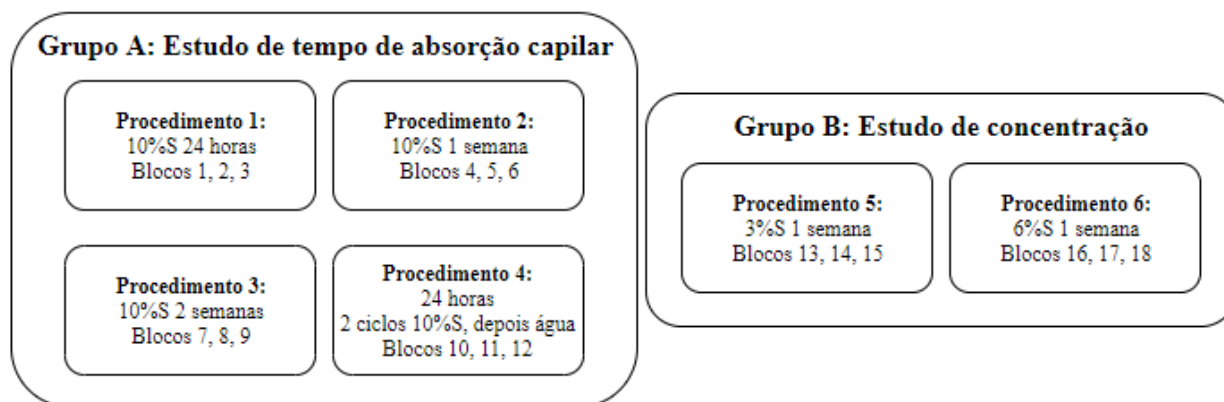 Grupo A: Estudo de tempo de absorção capilar
Procedimento 1:
10%S 24 horas
Blocos 1, 2, 3
Procedimento 2:
10%S 1 semana
Blocos 4, 5, 6
Procedimento 3:
10%S 2 semanas
Blocos 7, 8, 9
Procedimento 4:
24 horas
2 ciclos 10%S, depois água
Blocos 10, 11, 12
Grupo B: Estudo de concentração
Procedimento 5:
3%S 1 semana
Blocos 13, 14, 15
Procedimento 6:
6%S 1 semana
Blocos 16, 17, 18